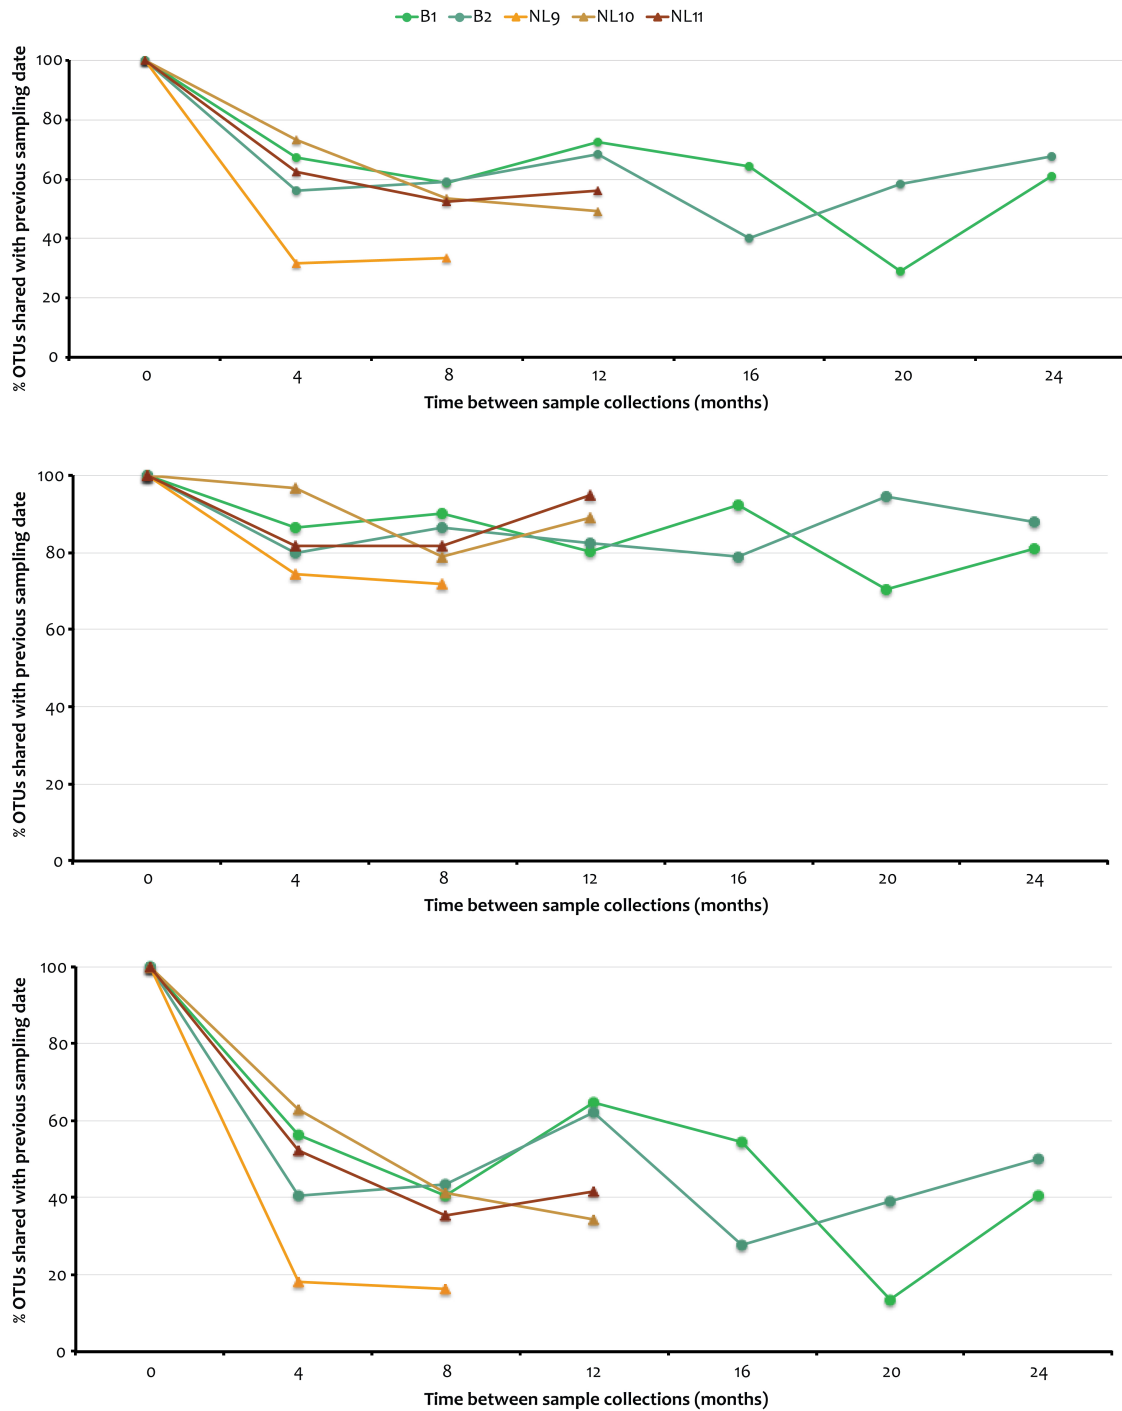 B1 B2 NL9 NL10 NL11
% OTUs shared with previous sampling date
100
80
60
40
20
0
0 4 8 12 16 20 24
Time between sample collections (months)
% OTUs shared with previous sampling date
100
80
60
40
20
0
0 4 8 12 16 20 24
Time between sample collections (months)
% OTUs shared with previous sampling date
100
80
60
40
20
0
0 4 8 12 16 20 24
Time between sample collections (months)